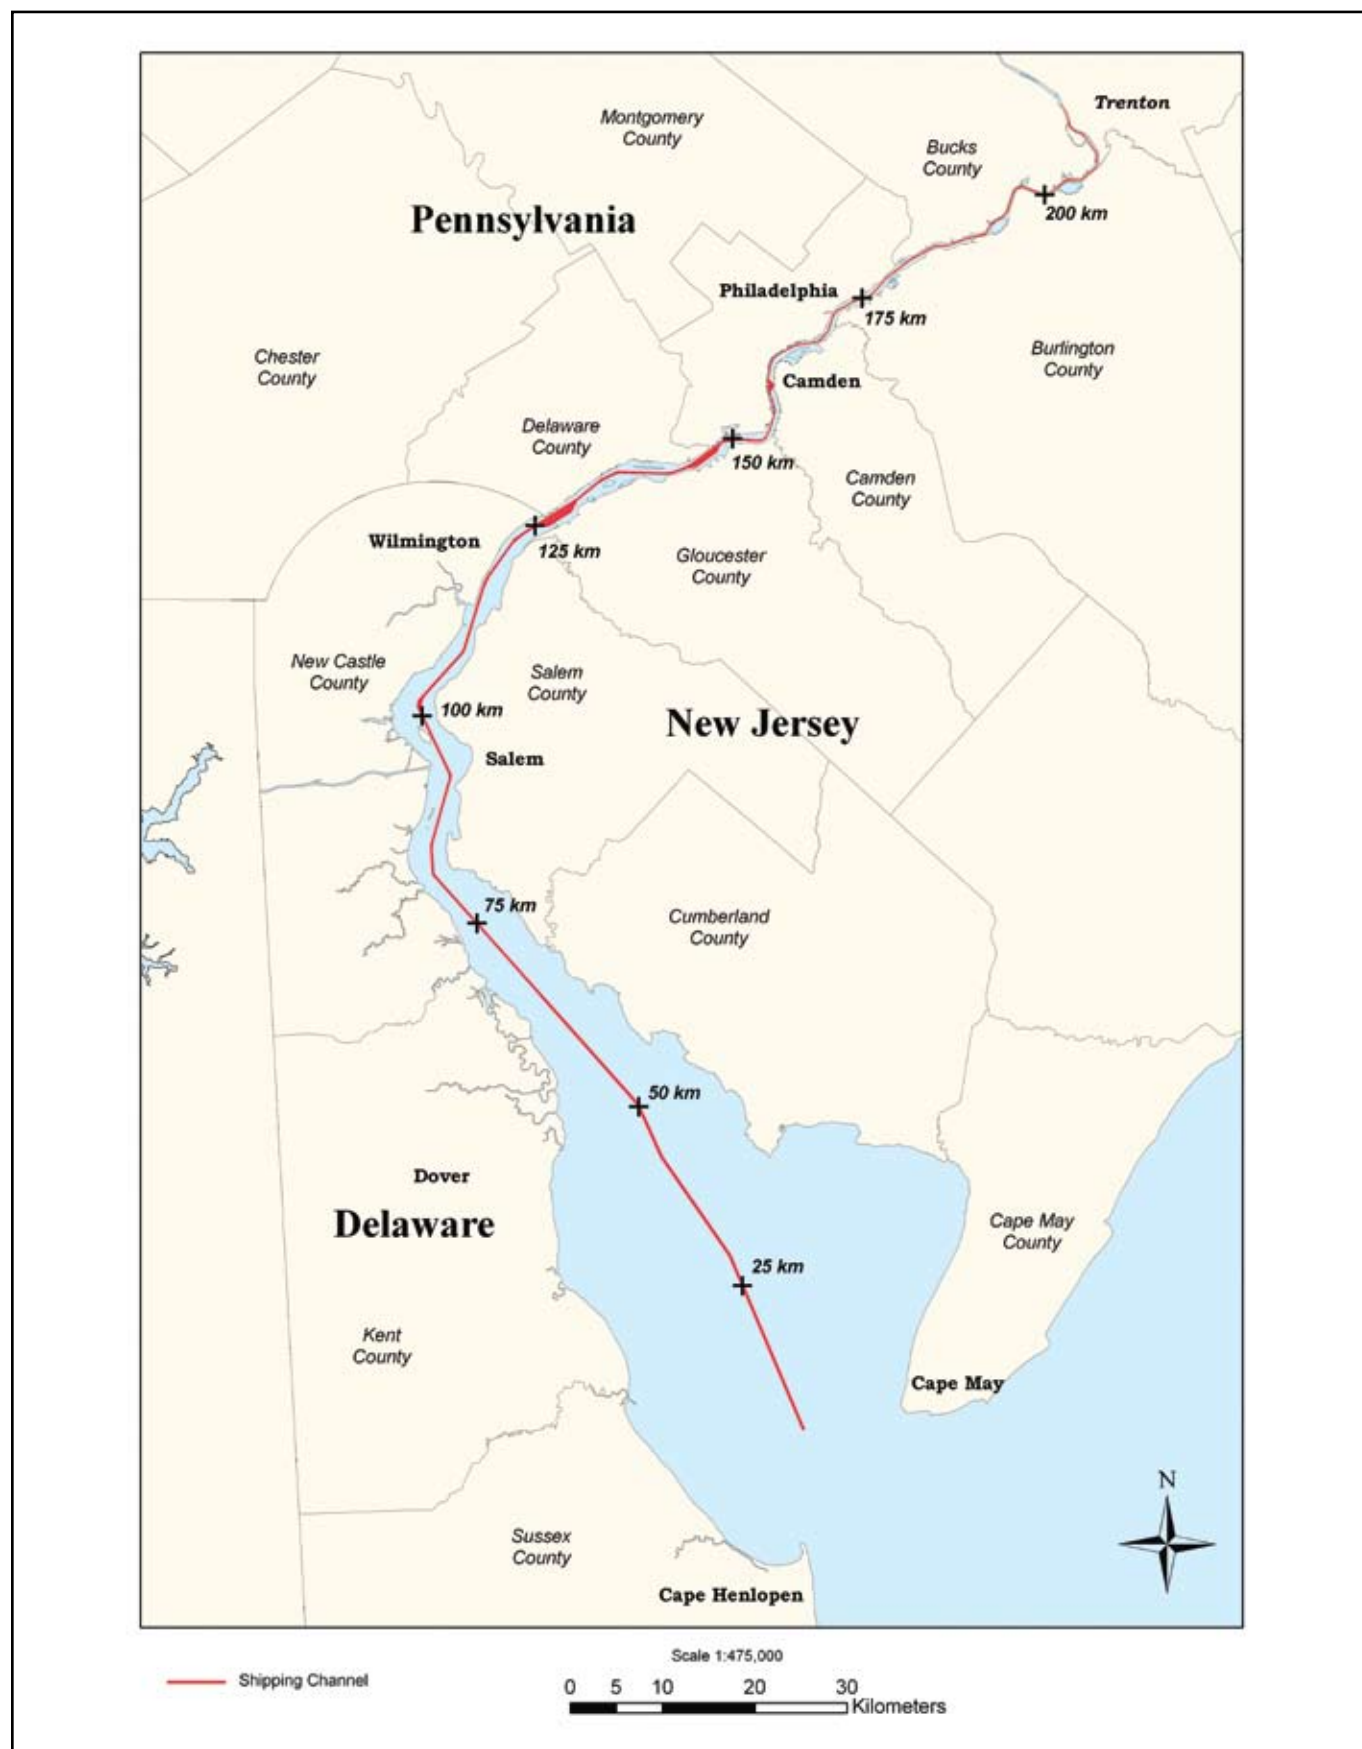 Trenton
Montgomery
County
Bucks
County
Pennsylvania
200 km
Philadelphia
175 km
Chester
County
Burlington
County
Camden
Delaware
County
150 km
Camden
County
Wilmington
125 km
Gloucester
County
New Castle
County
Salem
County
100 km
New Jersey
Salem
75 km
Cumberland
County
50 km
Dover
Delaware
Cape May
County
25 km
Kent
County
Cape May
N
Sussex
County
Cape Henlopen
Scale 1:475,000
Shipping Channel
0 5 10 20 30
Kilometers